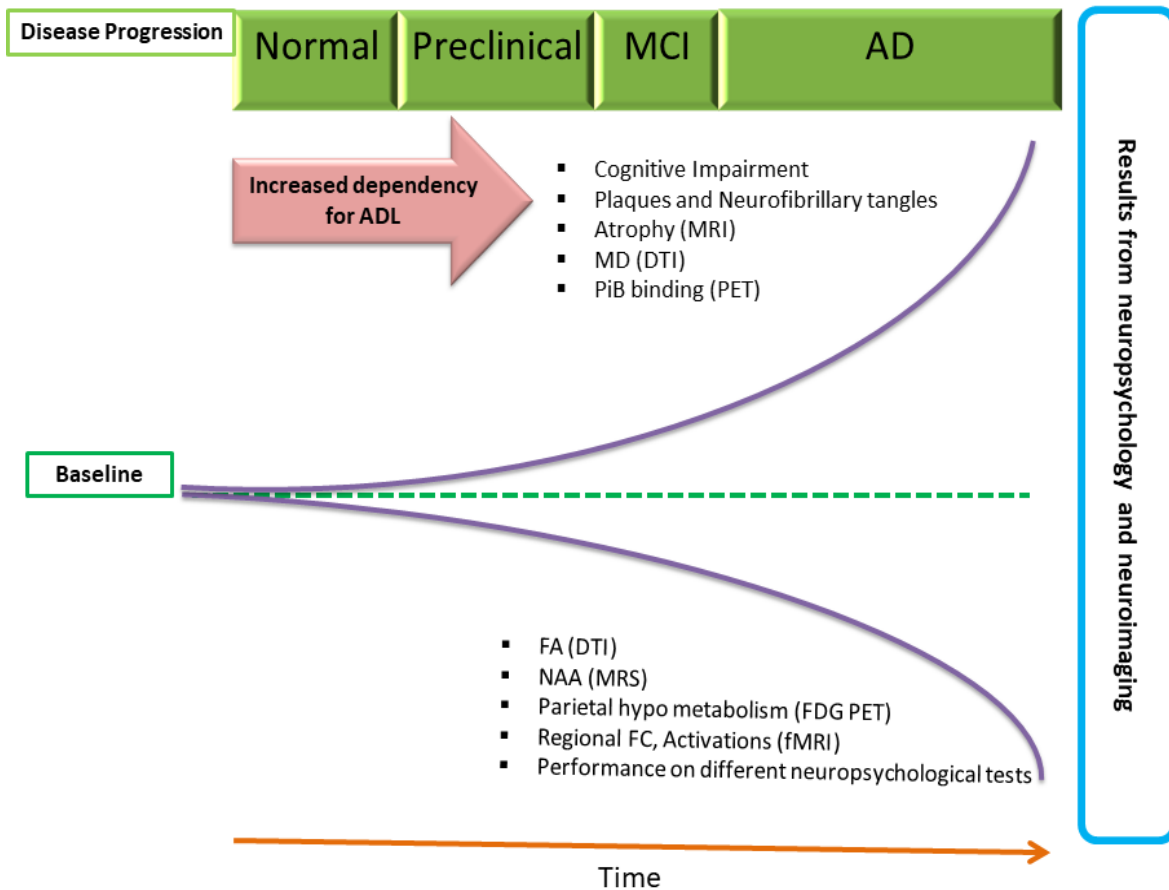 Disease Progression
Normal
Preclinical
MCI
AD
Increased dependency
for ADL
▪ Cognitive Impairment
▪ Plaques and Neurofibrillary tangles
▪ Atrophy (MRI)
▪ MD (DTI)
▪ PiB binding (PET)
Baseline
▪ FA (DTI)
▪ NAA (MRS)
▪ Parietal hypo metabolism (FDG PET)
▪ Regional FC, Activations (fMRI)
▪ Performance on different neuropsychological tests
Time
Results from neuropsychology and neuroimaging